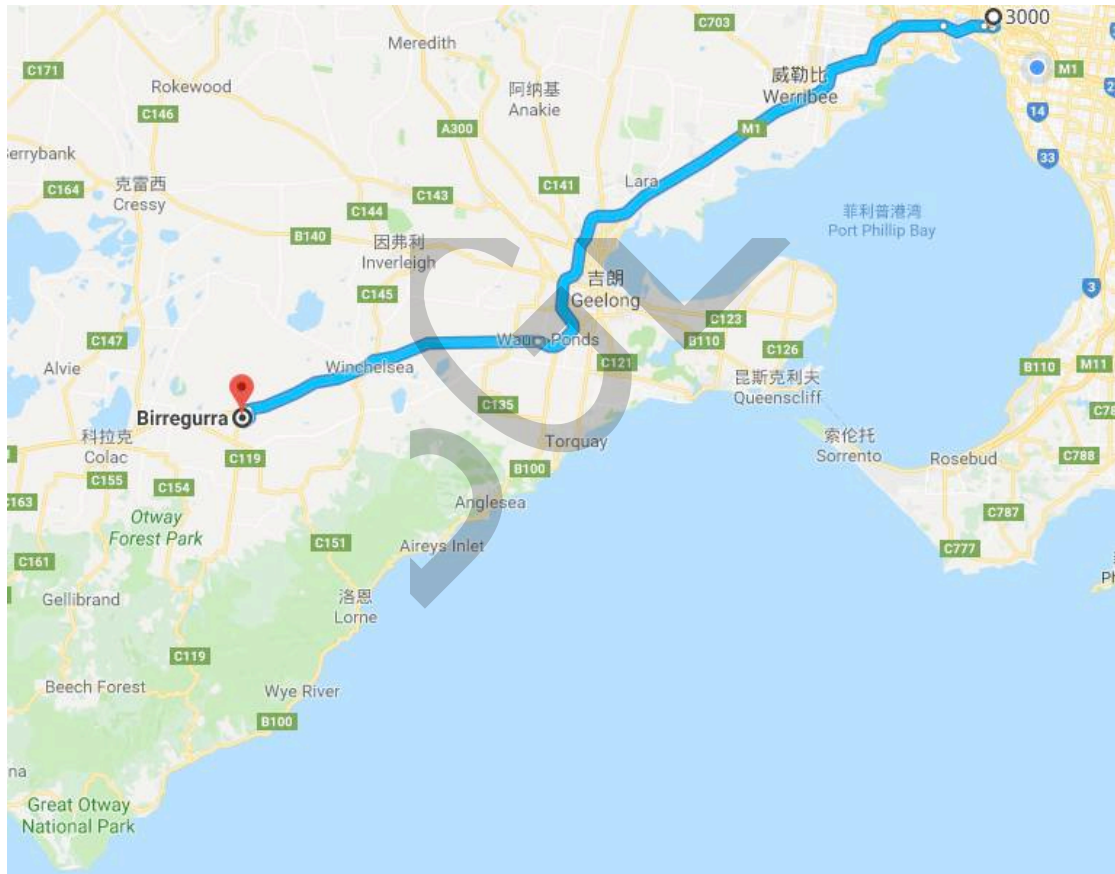 3000
C703
Meredith
C171
M1
2
威勒比
Werribee
Rokewood
阿纳基
Anakie
C146
A300
M1
14
33
C164
克雷西
Cressy
C143
C141
Lara
C144
菲利普港湾
Port Phillip Bay
B140
因弗利
Inverleigh
吉朗
Geelong
C145
3
C123
C147
Waurn Ponds
B110
C126
C121
Alvie
Winchelsea
B110
M11
昆斯克利夫
Queenscliff
Birregurra
C135
科拉克
Colac
Torquay
索伦托
Sorrento
Rosebud
C788
C119
B100
C155
C154
C163
Anglesea
C787
Otway
Forest Park
C151
Aireys Inlet
C777
C161
Gellibrand
洛恩
Lorne
C119
Beech Forest
Wye River
B100
Great Otway
National Park